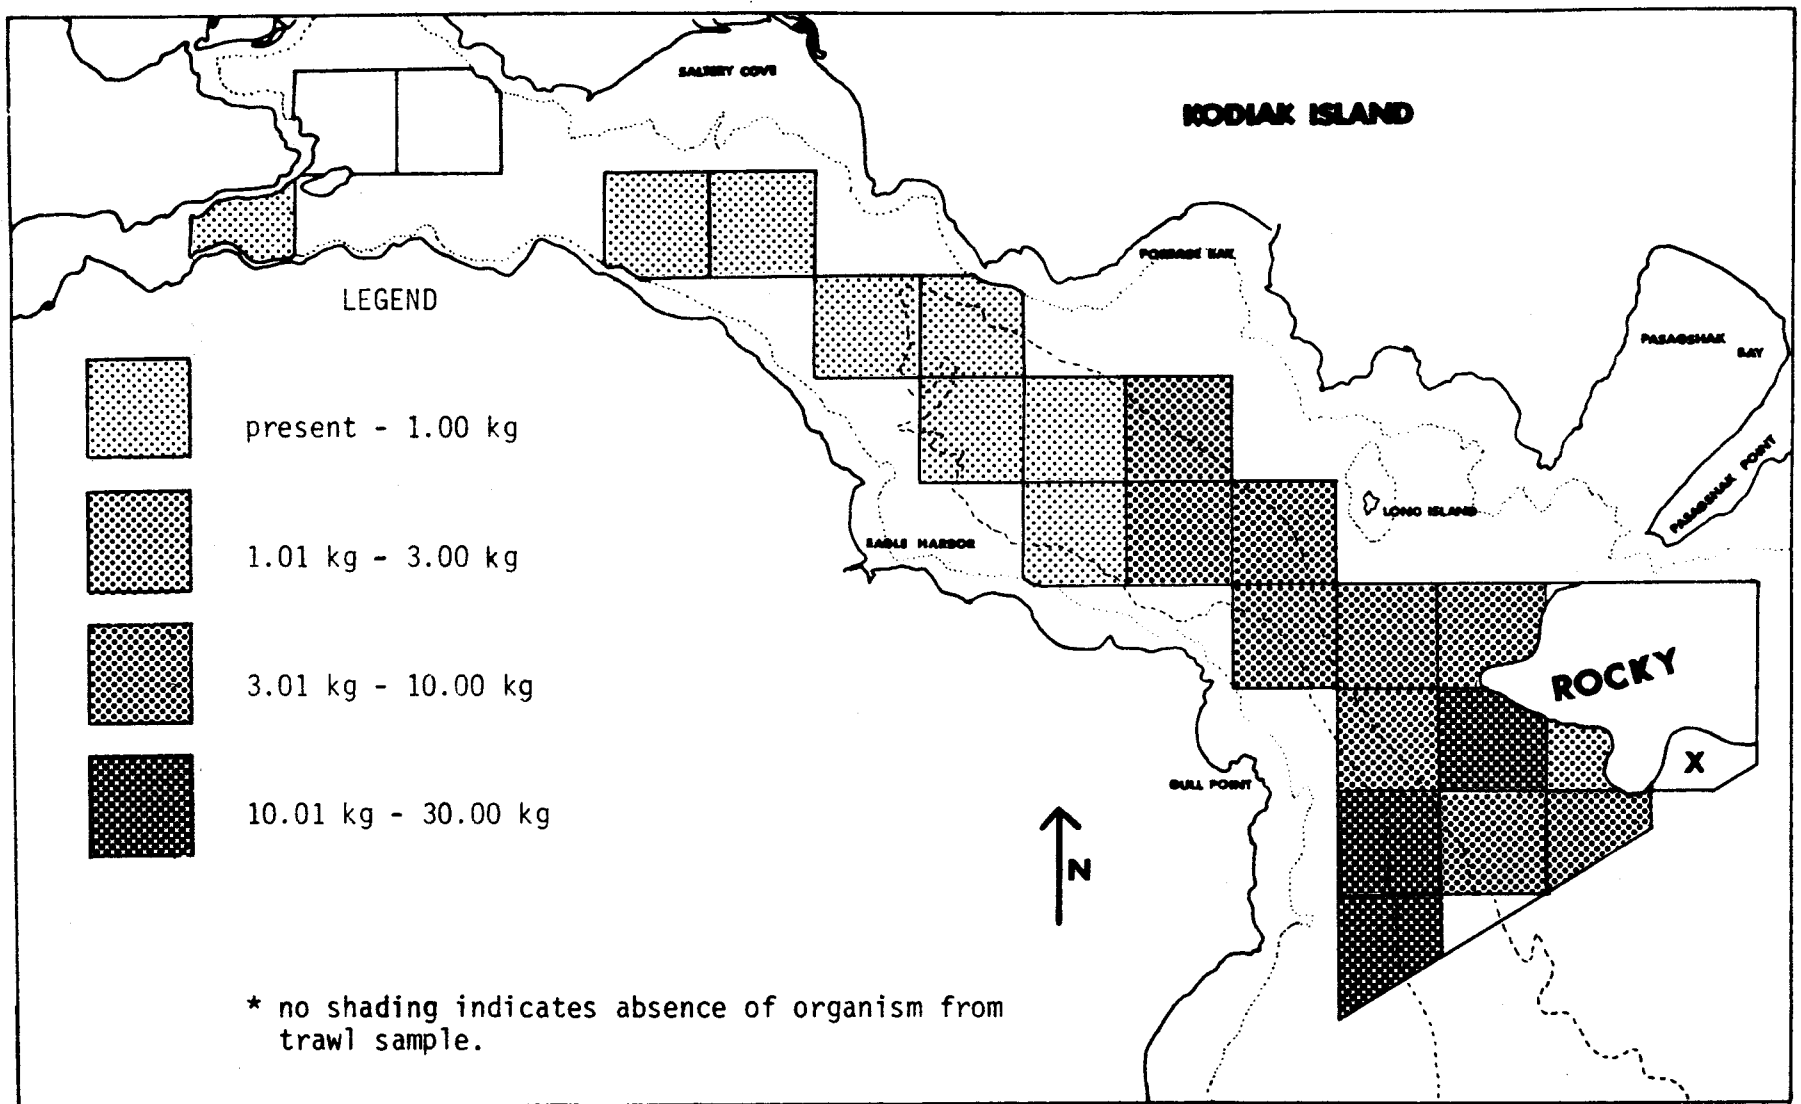 SALTERY COVE
KODIAK ISLAND
PORTAGE BAY
LEGEND
PASAGSHAK
BAY
present - 1.00 kg
PASAGSHAK POINT
LONG ISLAND
EAGLE HARBOR
1.01 kg - 3.00 kg
ROCKY
3.01 kg - 10.00 kg
X
GULL POINT
10.01 kg - 30.00 kg
N
* no shading indicates absence of organism from
trawl sample.